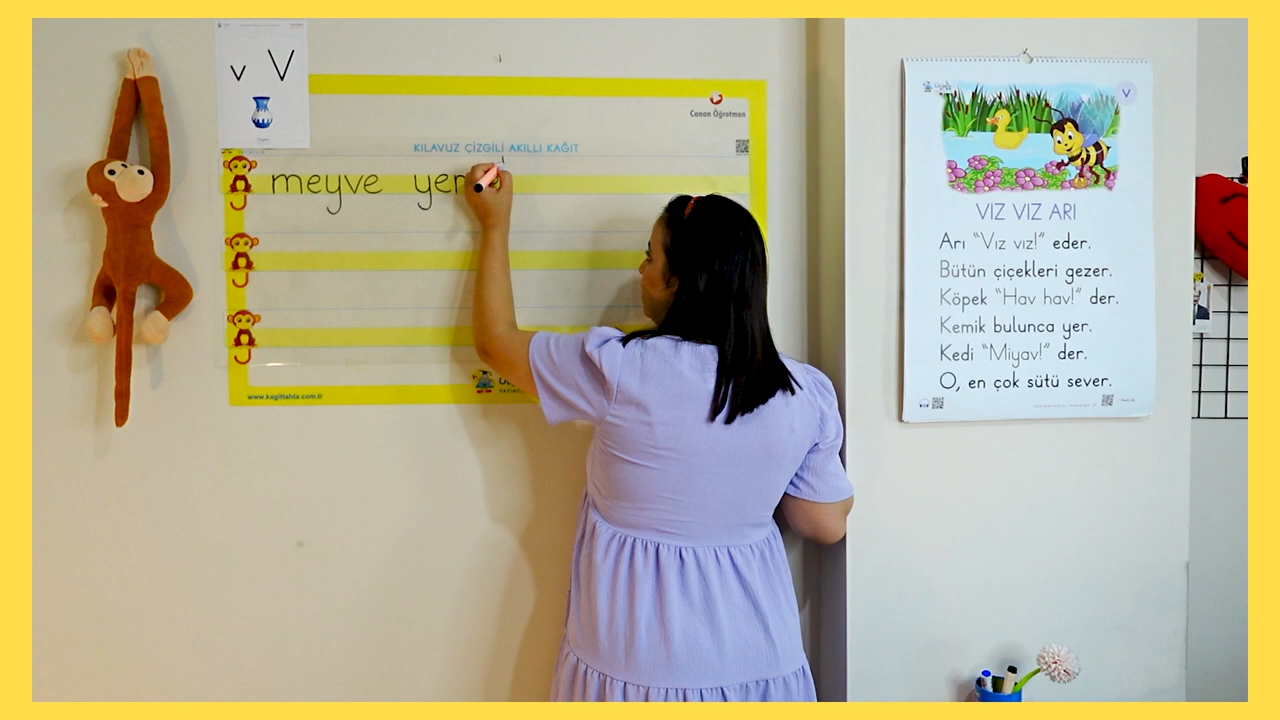 v V
Canan Öğretmen
KILAVUZ ÇİZGİLİ AKILLI KAĞIT
meyve yer
www.kagittahta.com.tr
v
VIZ VIZ ARI
Arı “Vız vız!” eder.
Bütün çiçekleri gezer.
Köpek “Hav hav!” der.
Kemik bulunca yer.
Kedi “Miyav!” der.
O, en çok sütü sever.